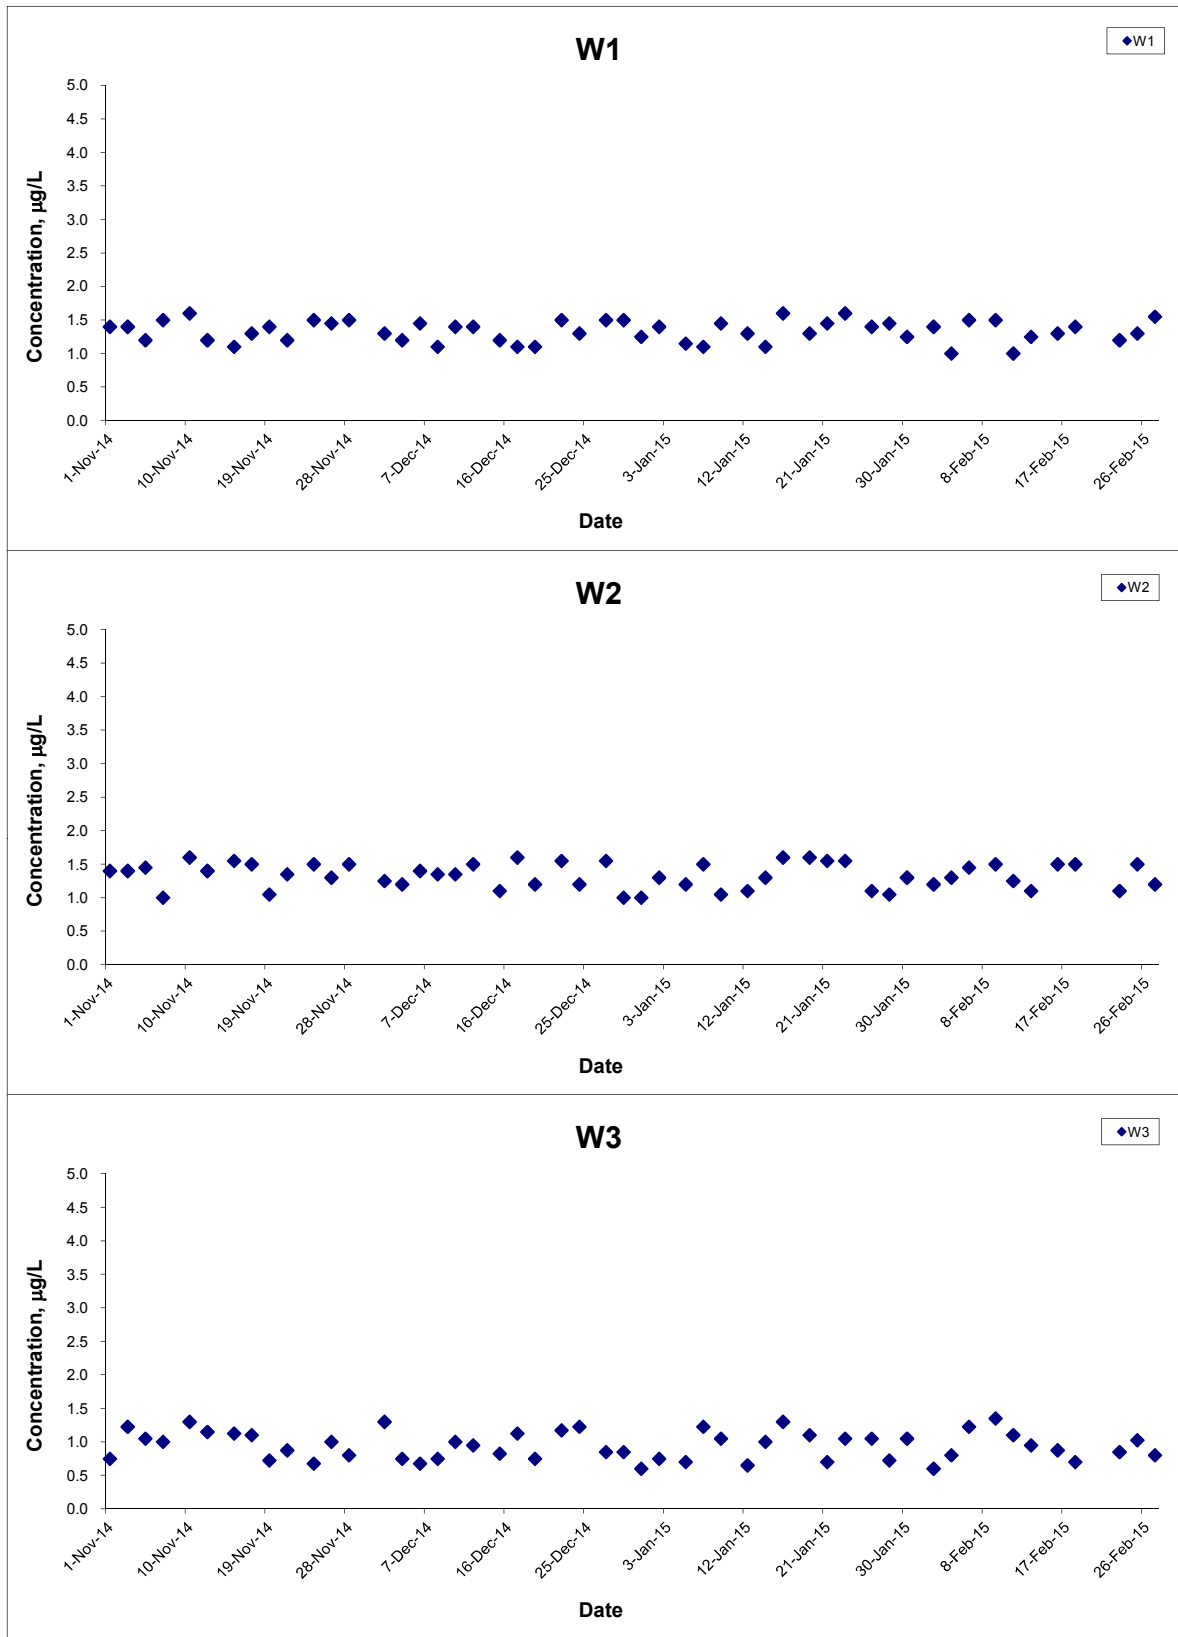 W1
W1
5.0
4.5
4.0
3.5
3.0
2.5
2.0
1.5
1.0
0.5
0.0
Concentration, µg/L
1-Nov-14
10-Nov-14
19-Nov-14
28-Nov-14
7-Dec-14
16-Dec-14
25-Dec-14
3-Jan-15
12-Jan-15
21-Jan-15
30-Jan-15
8-Feb-15
17-Feb-15
26-Feb-15
Date
W2
W2
5.0
4.5
4.0
3.5
3.0
2.5
2.0
1.5
1.0
0.5
0.0
Concentration, µg/L
1-Nov-14
10-Nov-14
19-Nov-14
28-Nov-14
7-Dec-14
16-Dec-14
25-Dec-14
3-Jan-15
12-Jan-15
21-Jan-15
30-Jan-15
8-Feb-15
17-Feb-15
26-Feb-15
Date
W3
W3
5.0
4.5
4.0
3.5
3.0
2.5
2.0
1.5
1.0
0.5
0.0
Concentration, µg/L
1-Nov-14
10-Nov-14
19-Nov-14
28-Nov-14
7-Dec-14
16-Dec-14
25-Dec-14
3-Jan-15
12-Jan-15
21-Jan-15
30-Jan-15
8-Feb-15
17-Feb-15
26-Feb-15
Date